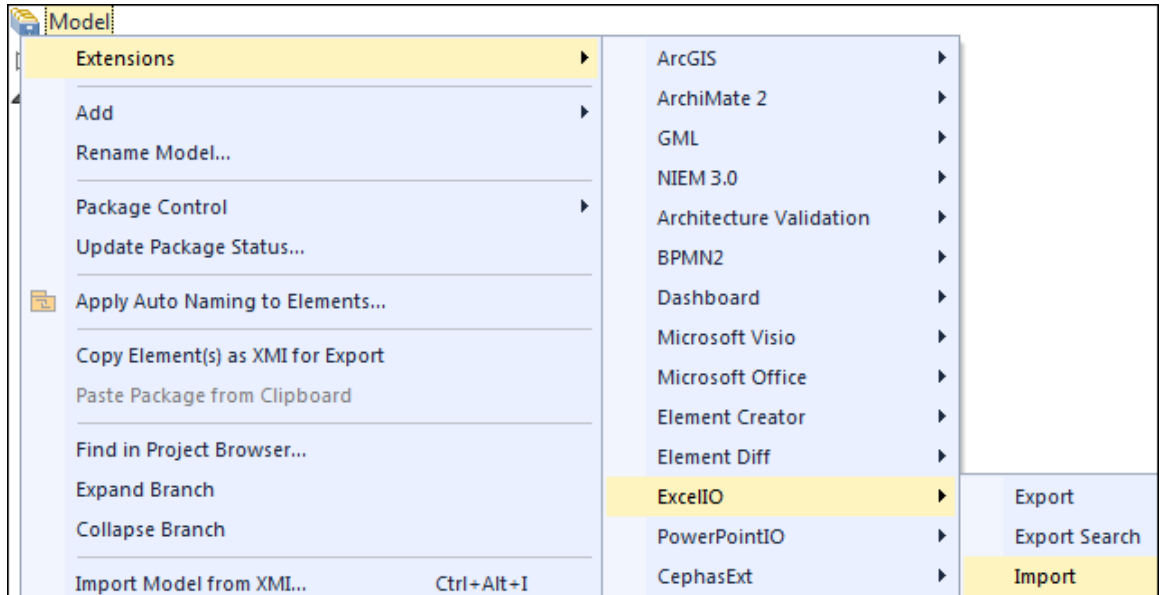 Model
Extensions
Add
Rename Model...
Package Control
Update Package Status...
Apply Auto Naming to Elements...
Copy Element(s) as XMI for Export
Paste Package from Clipboard
Find in Project Browser...
Expand Branch
Collapse Branch
Import Model from XMI... Ctrl+Alt+I
ArcGIS
ArchiMate 2
GML
NIEM 3.0
Architecture Validation
BPMN2
Dashboard
Microsoft Visio
Microsoft Office
Element Creator
Element Diff
ExcelIO
PowerPointIO
CephasExt
Export
Export Search
Import